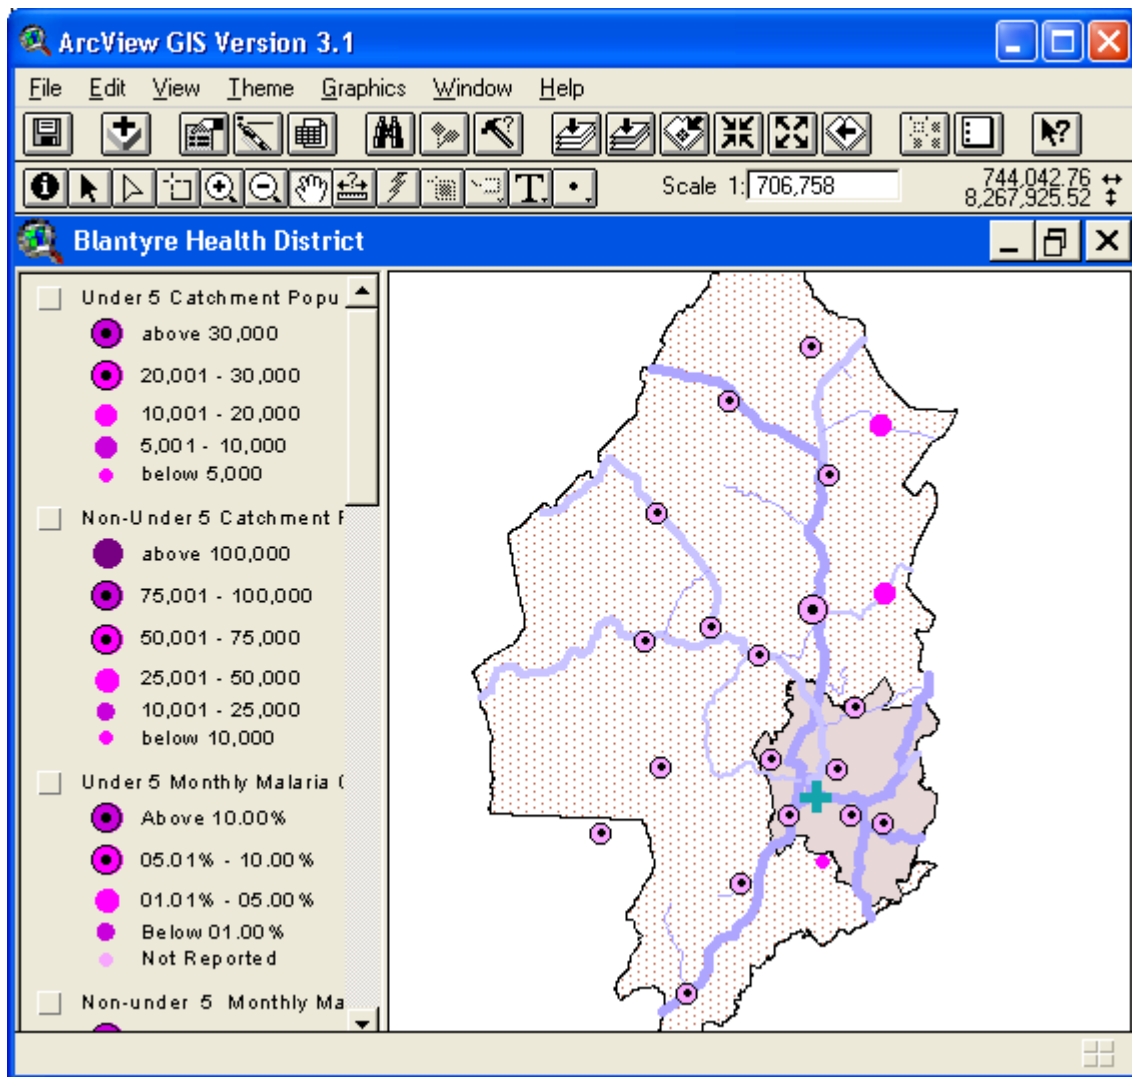 ArcView GIS Version 3.1
File Edit View Theme Graphics Window Help
Scale 1: 706,758 744,042.76
8,267,925.52
Blantyre Health District
Under 5 Catchment Popu
above 30,000
20,001 - 30,000
10,001 - 20,000
5,001 - 10,000
below 5,000
Non-Under 5 Catchment P
above 100,000
75,001 - 100,000
50,001 - 75,000
25,001 - 50,000
10,001 - 25,000
below 10,000
Under 5 Monthly Malaria (
Above 10.00%
05.01% - 10.00%
01.01% - 05.00%
Below 01.00%
Not Reported
Non-under 5 Monthly Ma